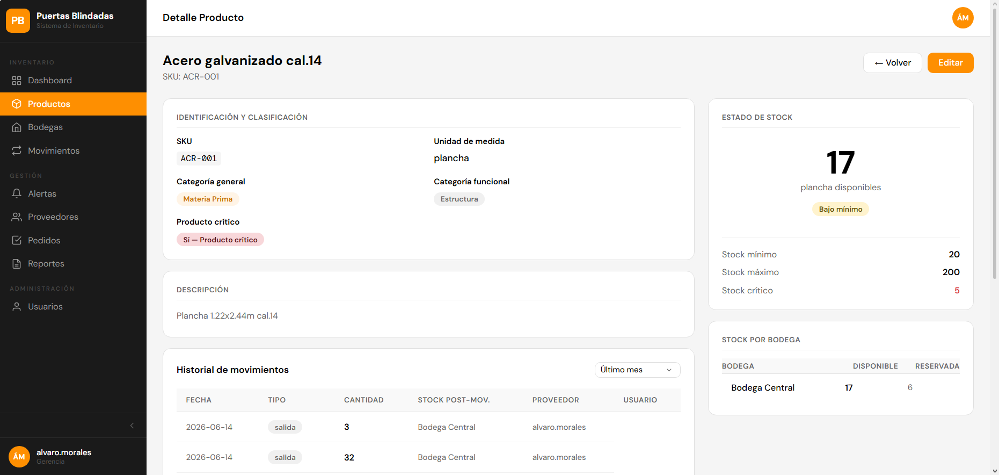 PB
Puertas Blindadas
Sistema de Inventario
INVENTARIO
Dashboard
Productos
Bodegas
Movimientos
GESTIÓN
Alertas
Proveedores
Pedidos
Reportes
ADMINISTRACIÓN
Usuarios
ÁM
alvaro.morales
Gerencia
Detalle Producto
ÁM
Acero galvanizado cal.14
SKU: ACR-001
← Volver
Editar
IDENTIFICACIÓN Y CLASIFICACIÓN
SKU
ACR-001
Unidad de medida
plancha
Categoría general
Materia Prima
Categoría funcional
Estructura
Producto crítico
Sí — Producto crítico
DESCRIPCIÓN
Plancha 1.22x2.44m cal.14
Historial de movimientos
Último mes
FECHA TIPO CANTIDAD STOCK POST-MOV. PROVEEDOR USUARIO
2026-06-14 salida 3 Bodega Central alvaro.morales
2026-06-14 salida 32 Bodega Central alvaro.morales
ESTADO DE STOCK
17
plancha disponibles
Bajo mínimo
Stock mínimo 20
Stock máximo 200
Stock crítico 5
STOCK POR BODEGA
BODEGA DISPONIBLE RESERVADA
Bodega Central 17 6